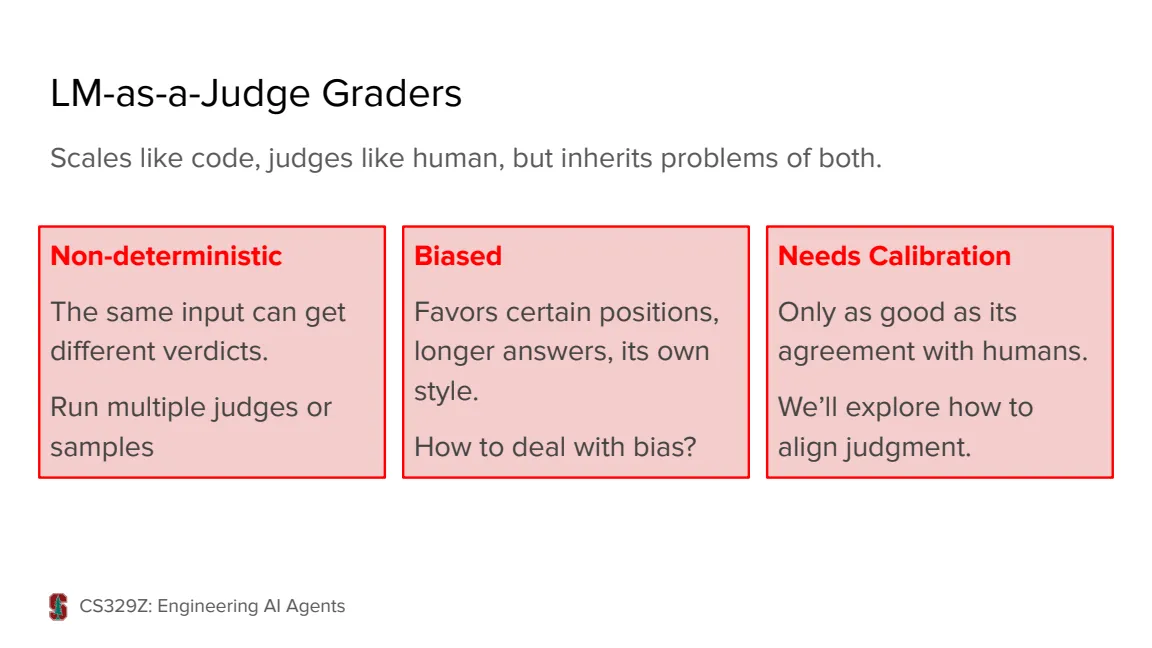 LM-as-a-Judge Graders
Scales like code, judges like human, but inherits problems of both.
Non-deterministic
The same input can get
different verdicts.
Run multiple judges or
samples
Biased
Favors certain positions,
longer answers, its own
style.
How to deal with bias?
Needs Calibration
Only as good as its
agreement with humans.
We’ll explore how to
align judgment.
CS329Z: Engineering AI Agents